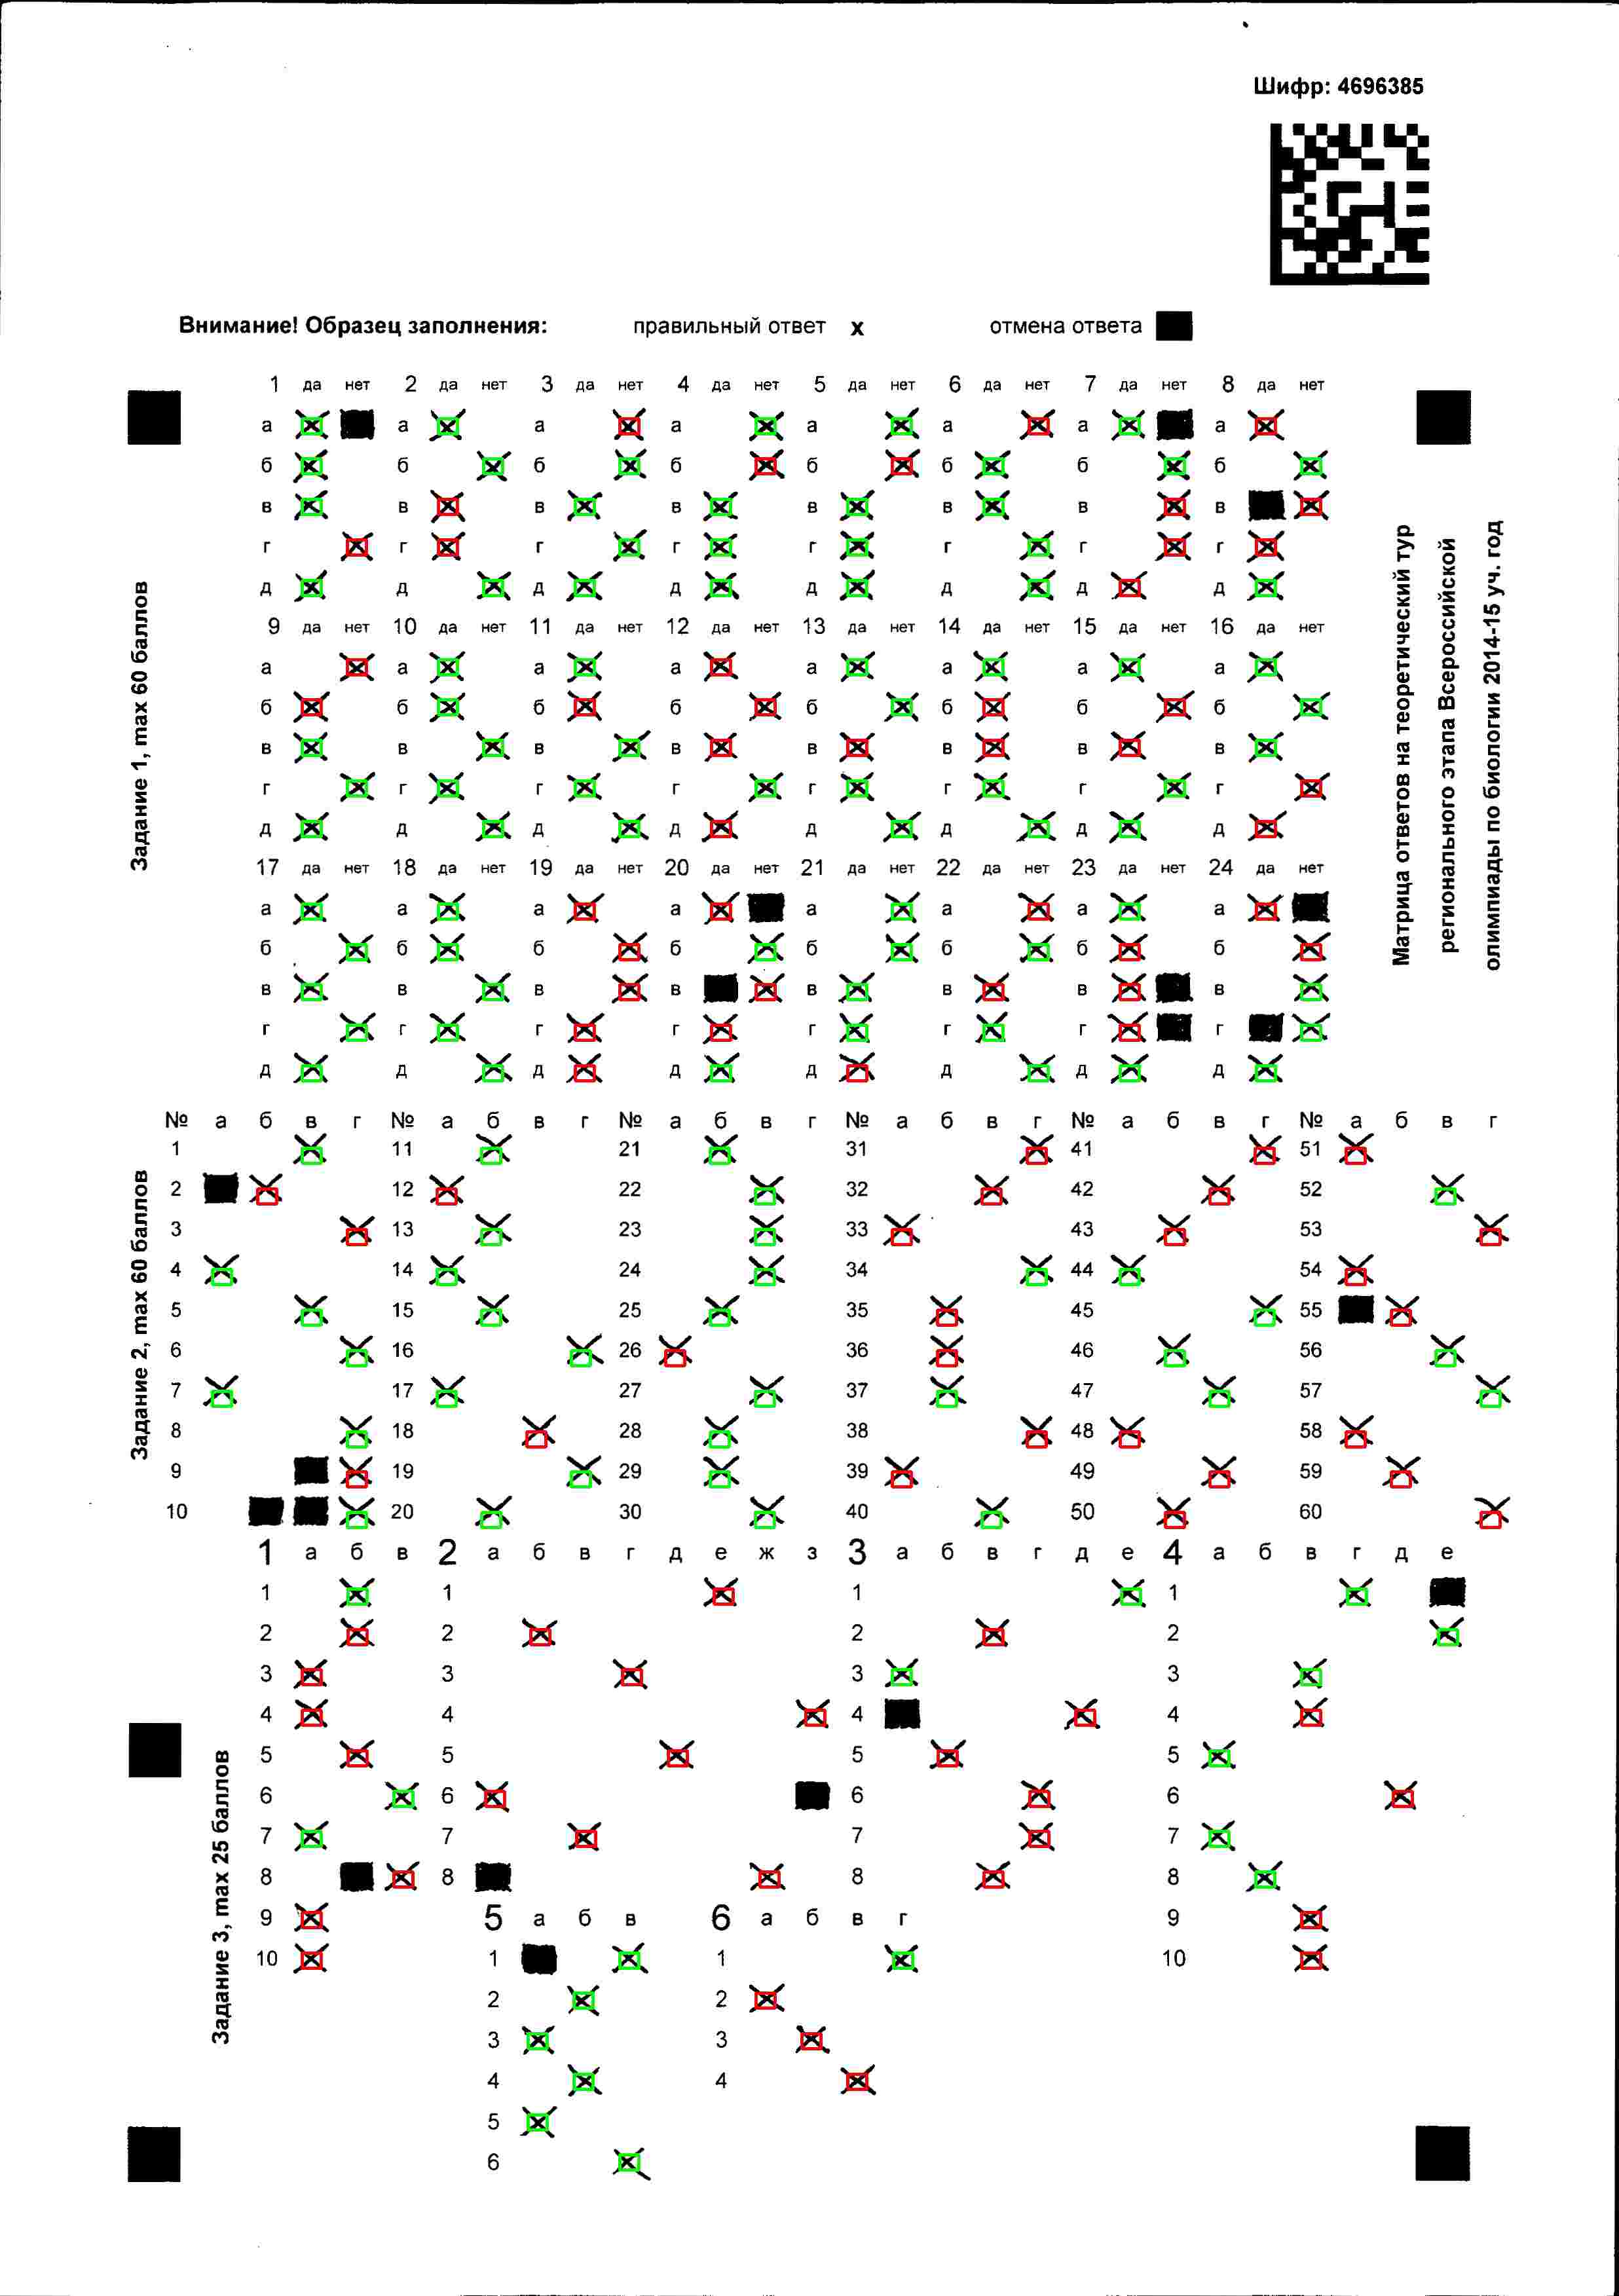 Шифр: 4696385
Внимание! Образец заполнения: правильный ответ x отмена ответа
Задание 1, max 60 баллов
1 да нет 2 да нет 3 да нет 4 да нет 5 да нет 6 да нет 7 да нет 8 да нет
а а а а а а а а
б б б б б б б б
в в в в в в в в
г г г г г г г г
д д д д д д д д
9 да нет 10 да нет 11 да нет 12 да нет 13 да нет 14 да нет 15 да нет 16 да нет
а а а а а а а а
б б б б б б б б
в в в в в в в в
г г г г г г г г
д д д д д д д д
17 да нет 18 да нет 19 да нет 20 да нет 21 да нет 22 да нет 23 да нет 24 да нет
а а а а а а а а
б б б б б б б б
в в в в в в в в
г г г г г г г г
д д д д д д д д
Матрица ответов на теоретический тур
регионального этапа Всероссийской
олимпиады по биологии 2014-15 уч. год
Задание 2, max 60 баллов
№ а б в г № а б в г № а б в г № а б в г № а б в г № а б в г
1 11 21 31 41 51
2 12 22 32 42 52
3 13 23 33 43 53
4 14 24 34 44 54
5 15 25 35 45 55
6 16 26 36 46 56
7 17 27 37 47 57
8 18 28 38 48 58
9 19 29 39 49 59
10 20 30 40 50 60
Задание 3, max 25 баллов
1 а б в 2 а б в г д е ж з 3 а б в г д е 4 а б в г д е
1 1 1 1
2 2 2 2
3 3 3 3
4 4 4 4
5 5 5 5
6 6 6 6
7 7 7 7
8 8 8 8
9 5 а б в 6 а б в г 9
10 1 1 10
2 2
3 3
4 4
5
6